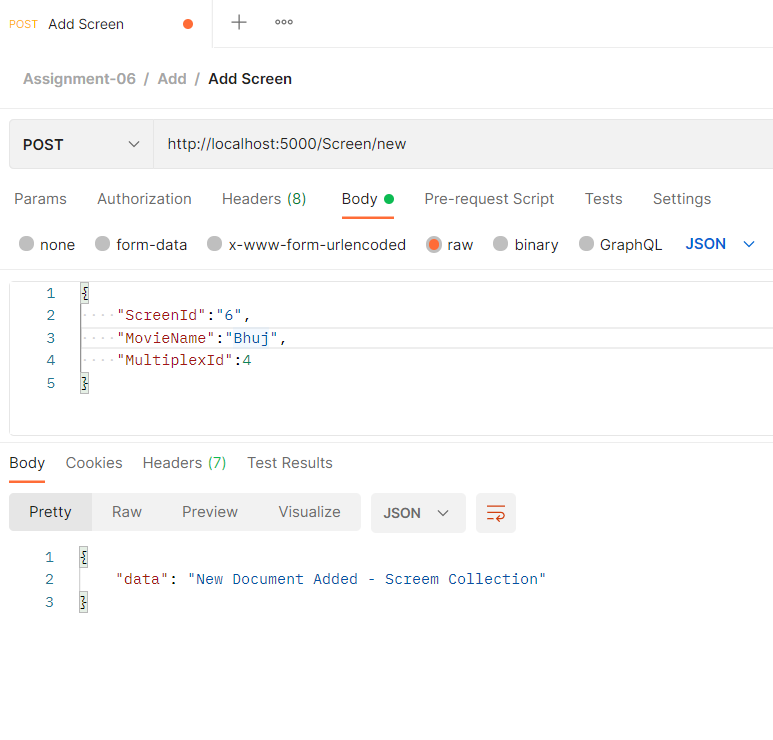 POST Add Screen
Assignment-06 / Add / Add Screen
POST http://localhost:5000/Screen/new
Params Authorization Headers (8) Body Pre-request Script Tests Settings
none form-data x-www-form-urlencoded raw binary GraphQL JSON
1 {
2 "ScreenId":"6",
3 "MovieName":"Bhuj",
4 "MultiplexId":4
5 }
Body Cookies Headers (7) Test Results
Pretty Raw Preview Visualize JSON
1 {
2 "data": "New Document Added - Screem Collection"
3 }